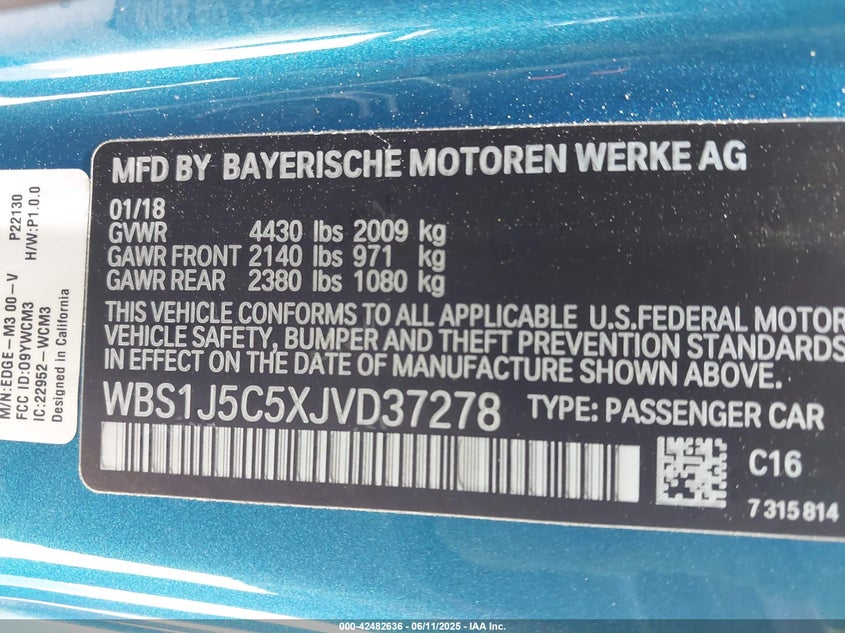 MFD BY BAYERISCHE MOTOREN WERKE AG
01/18
GVWR 4430 lbs 2009 kg
GAWR FRONT 2140 lbs 971 kg
GAWR REAR 2380 lbs 1080 kg
THIS VEHICLE CONFORMS TO ALL APPLICABLE U.S.FEDERAL MOTOR
VEHICLE SAFETY, BUMPER AND THEFT PREVENTION STANDARDS
IN EFFECT ON THE DATE OF MANUFACTURE SHOWN ABOVE.
WBS1J5C5XJVD37278 TYPE: PASSENGER CAR
C16
7 315 814
M/N:EDGE-M3 00-V P22130
FCC ID:O9YWCM3 H/W:P1.0.0
IC:22952-WCM3
Designed in California
000-42482636 - 06/11/2025 - IAA Inc.